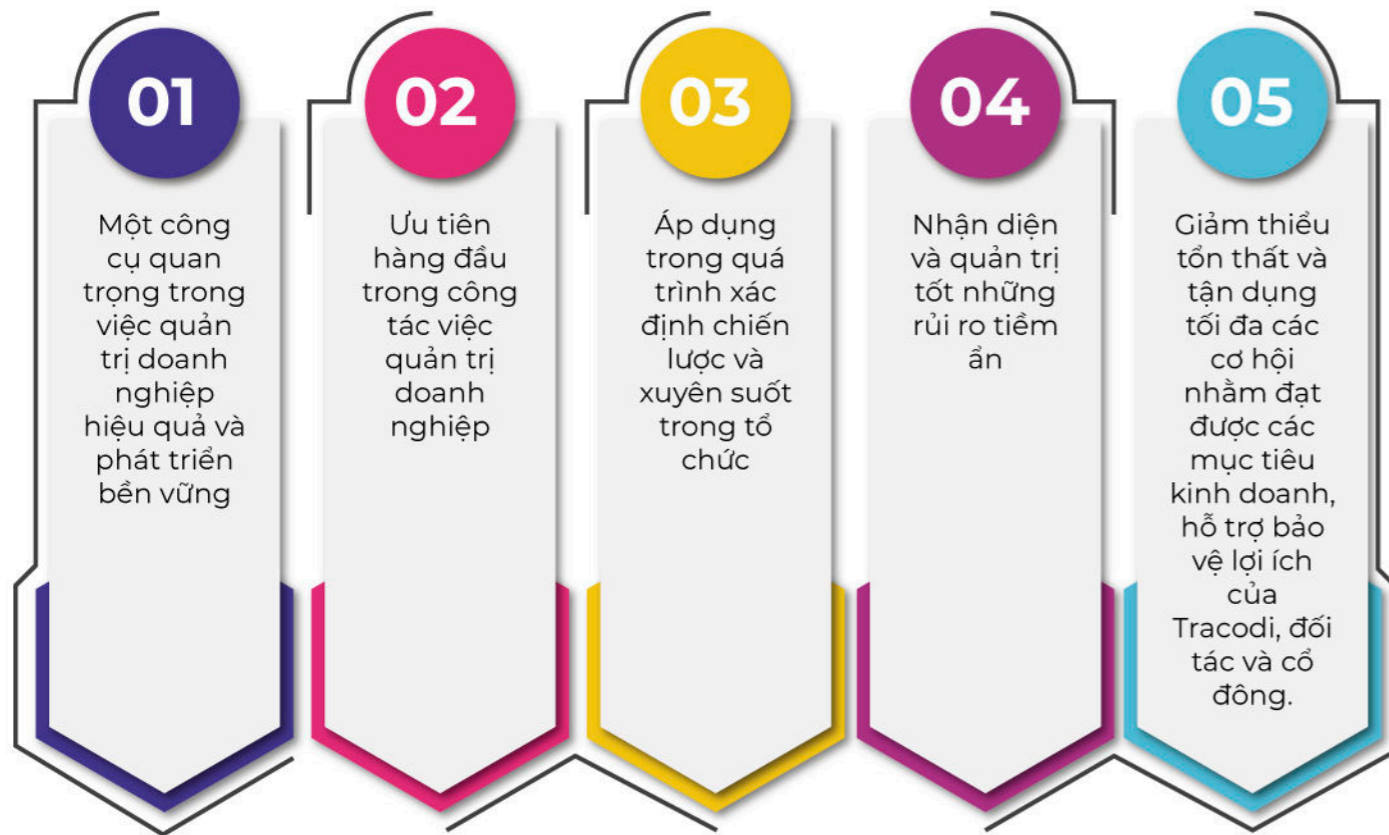 01
Một công
cụ quan
trọng trong
việc quản
trị doanh
nghiệp
hiệu quả và
phát triển
bền vững
02
Ưu tiên
hàng đầu
trong công
tác việc
quản trị
doanh
nghiệp
03
Áp dụng
trong quá
trình xác
định chiến
lược và
xuyên suốt
trong tổ
chức
04
Nhận diện
và quản trị
tốt những
rủi ro tiềm
ẩn
05
Giảm thiểu
tổn thất và
tận dụng
tối đa các
cơ hội
nhằm đạt
được các
mục tiêu
kinh doanh,
hỗ trợ bảo
vệ lợi ích
của
Tracodi, đối
tác và cổ
đông.